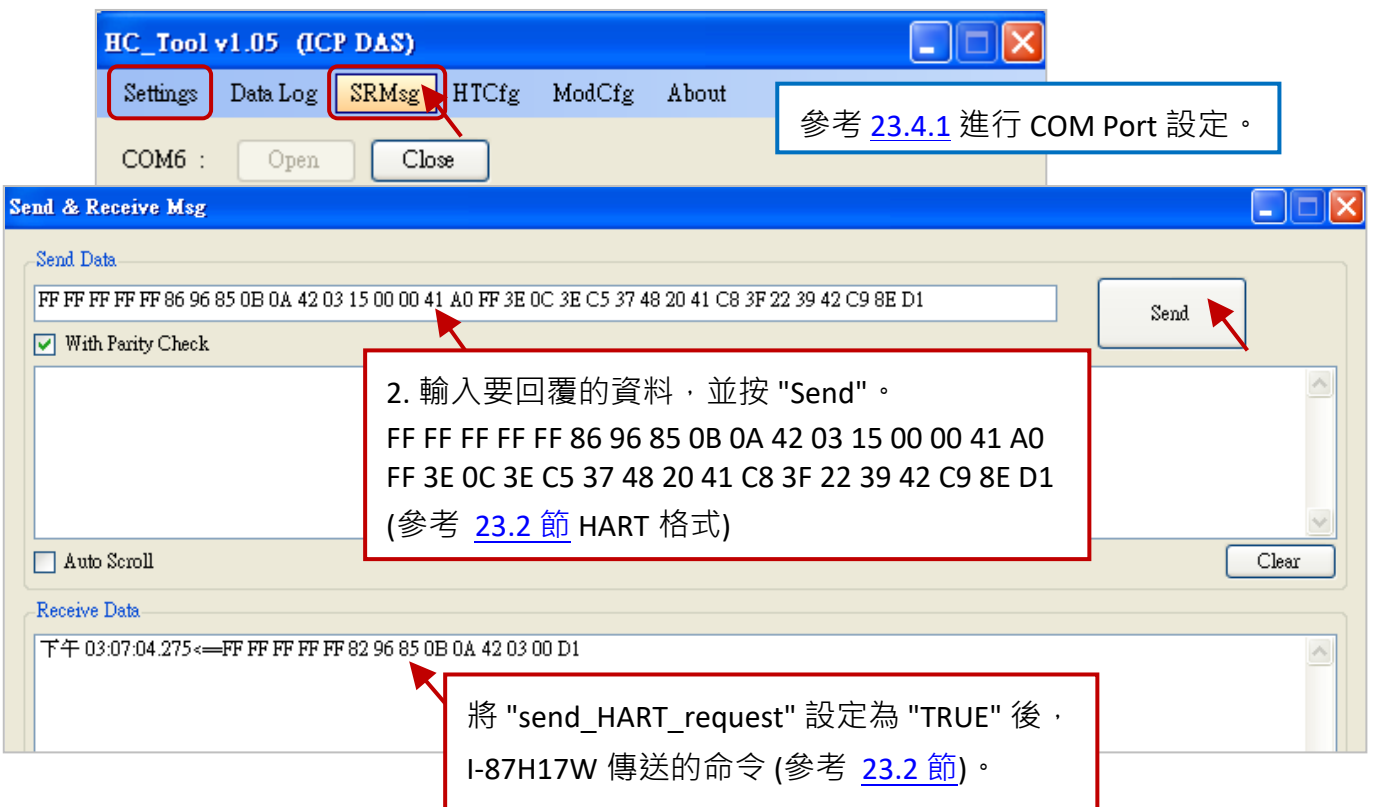 HC_Tool v1.05 (ICP DAS)
Settings Data Log SRMsg HTCfg ModCfg About
參考 23.4.1 進行 COM Port 設定。
COM6 : Open Close
Send & Receive Msg
Send Data
FF FF FF FF FF 86 96 85 0B 0A 42 03 15 00 00 41 A0 FF 3E 0C 3E C5 37 48 20 41 C8 3F 22 39 42 C9 8E D1
Send
With Parity Check
2. 輸入要回覆的資料，並按 "Send"。
FF FF FF FF FF 86 96 85 0B 0A 42 03 15 00 00 41 A0
FF 3E 0C 3E C5 37 48 20 41 C8 3F 22 39 42 C9 8E D1
(參考 23.2 節 HART 格式)
Auto Scroll
Clear
Receive Data
下午 03:07:04.275<==FF FF FF FF FF 82 96 85 0B 0A 42 03 00 D1
將 "send_HART_request" 設定為 "TRUE" 後，
I-87H17W 傳送的命令 (參考 23.2 節)。